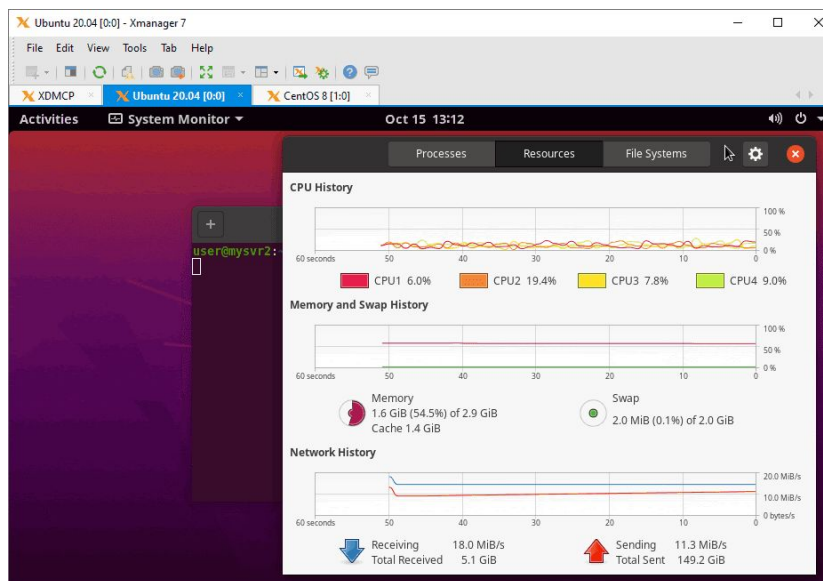 Ubuntu 20.04 [0:0] - Xmanager 7
File Edit View Tools Tab Help
XDMCP Ubuntu 20.04 [0:0] CentOS 8 [1:0]
Activities System Monitor Oct 15 13:12
Processes Resources File Systems
user@mysvr2:
CPU History
100 %
50 %
0 %
60 seconds 50 40 30 20 10 0
CPU1 6.0% CPU2 19.4% CPU3 7.8% CPU4 9.0%
Memory and Swap History
100 %
50 %
0 %
60 seconds 50 40 30 20 10 0
Memory
1.6 GiB (54.5%) of 2.9 GiB
Cache 1.4 GiB
Swap
2.0 MiB (0.1%) of 2.0 GiB
Network History
20.0 MiB/s
10.0 MiB/s
0 bytes/s
60 seconds 50 40 30 20 10 0
Receiving 18.0 MiB/s
Total Received 5.1 GiB
Sending 11.3 MiB/s
Total Sent 149.2 GiB